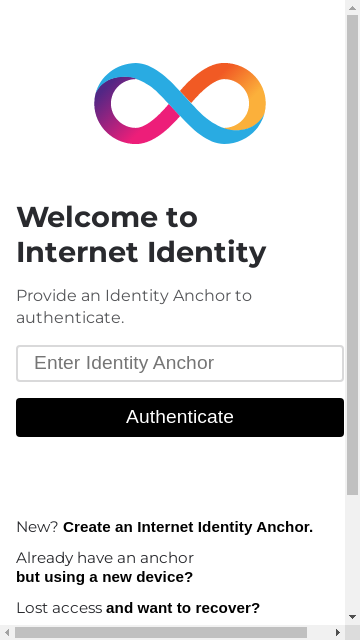 Welcome to
Internet Identity
Provide an Identity Anchor to
authenticate.
Enter Identity Anchor
Authenticate
New? Create an Internet Identity Anchor.
Already have an anchor
but using a new device?
Lost access and want to recover?